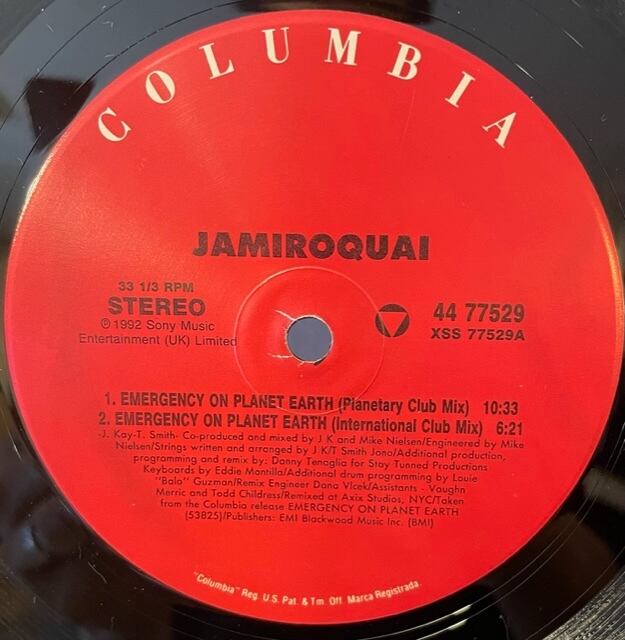 COLUMBIA
JAMIROQUAI
33 1/3 RPM
STEREO
℗ 1992 Sony Music
Entertainment (UK) Limited
44 77529
XSS 77529A
1. EMERGENCY ON PLANET EARTH (Planetary Club Mix) 10:33
2. EMERGENCY ON PLANET EARTH (International Club Mix) 6:21
-J. Kay-T. Smith- Co-produced and mixed by J K and Mike Nielsen/Engineered by Mike
Nielsen/Strings written and arranged by J K/T Smith Jono/Additional production,
programming and remix by: Danny Tenaglia for Stay Tunned Productions
Keyboards by Eddie Montilla/Additional drum programming by Louie
"Balo" Guzman/Remix Engineer Dana Vlcek/Assistants - Vaughn
Merric and Todd Childress/Remixed at Axix Studios, NYC/Taken
from the Columbia release EMERGENCY ON PLANET EARTH
(53825)/Publishers: EMI Blackwood Music Inc. (BMI)
"Columbia" Reg. U.S. Pat. & Tm. Off. Marca Registrada.